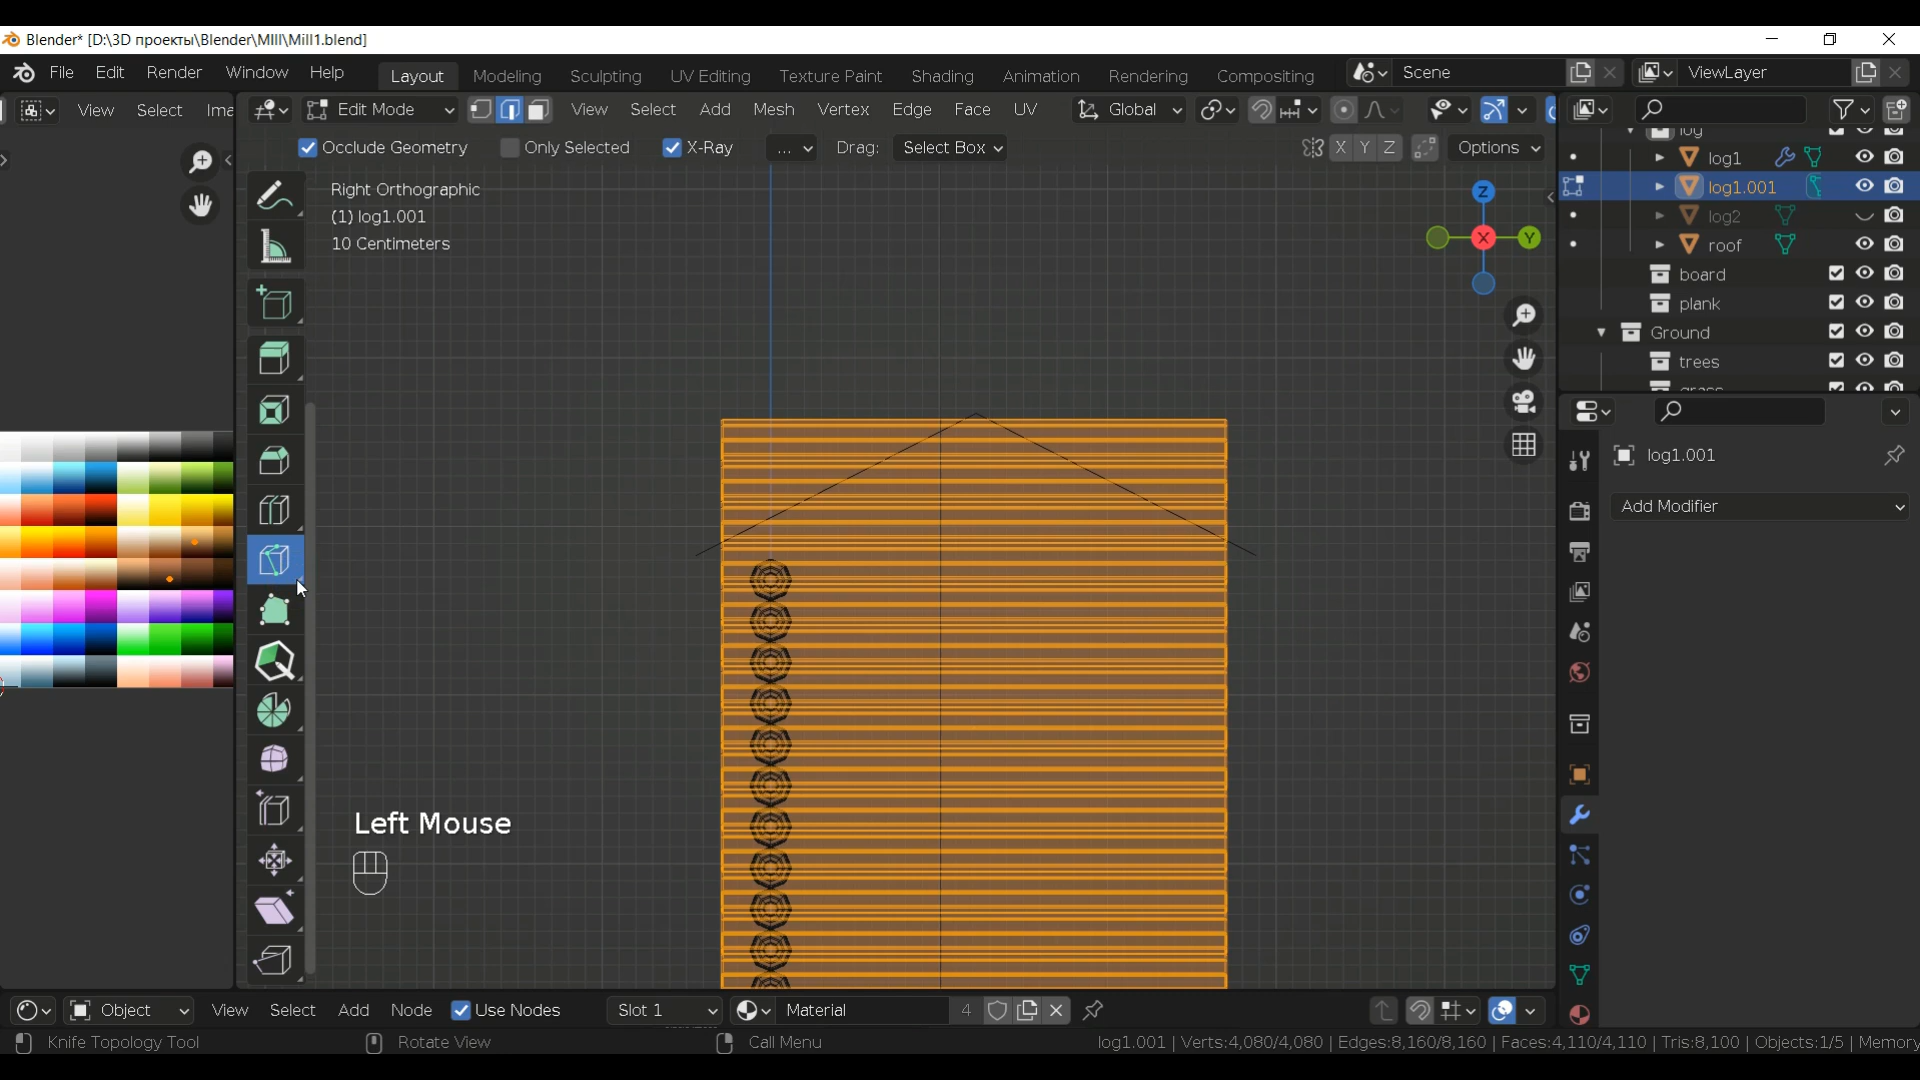 Blender* [D:\3D проекты\Blender\MIll\Mill1.blend]
File Edit Render Window Help Layout Modeling Sculpting UV Editing Texture Paint Shading Animation Rendering Compositing Scene ViewLayer
View Select Ima Edit Mode View Select Add Mesh Vertex Edge Face UV Global
Occlude Geometry Only Selected X-Ray ... Drag: Select Box X Y Z Options
Right Orthographic
(1) log1.001
10 Centimeters
Z
X
Y
log
log1
log1.001
log2
roof
board
plank
Ground
trees
grass
log1.001
Add Modifier
Left Mouse
Object View Select Add Node Use Nodes Slot 1 Material 4
Knife Topology Tool Rotate View Call Menu log1.001 | Verts:4,080/4,080 | Edges:8,160/8,160 | Faces:4,110/4,110 | Tris:8,100 | Objects:1/5 | Memory